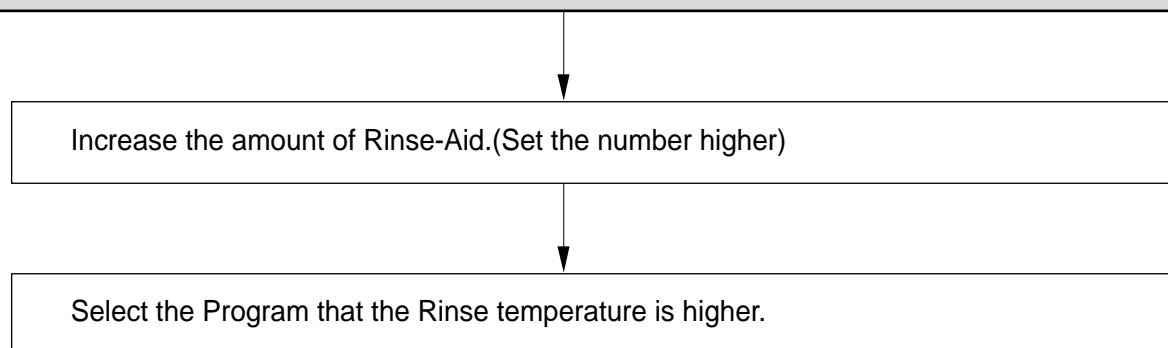 Increase the amount of Rinse-Aid.(Set the number higher)
Select the Program that the Rinse temperature is higher.